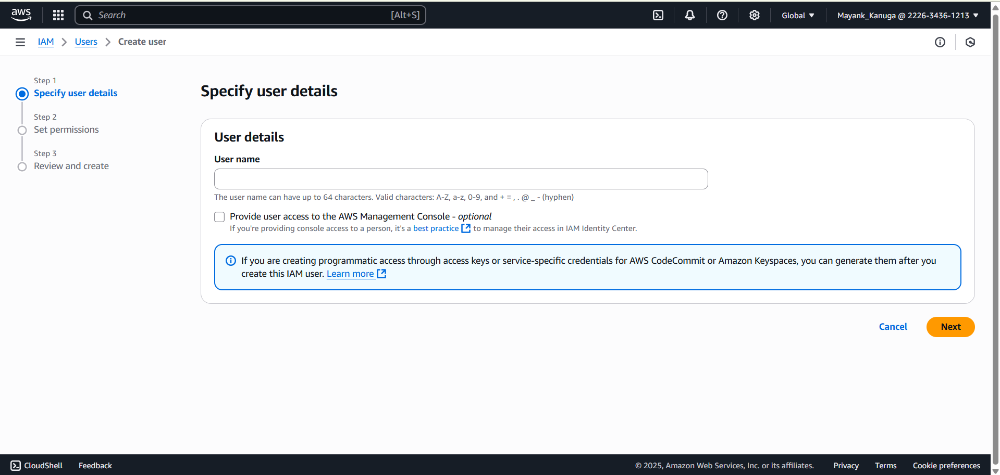 aws
Search [Alt+S]
Global
Mayank_Kanuga @ 2226-3436-1213
IAM
Users
Create user
Step 1
Specify user details
Step 2
Set permissions
Step 3
Review and create
Specify user details
User details
User name
The user name can have up to 64 characters. Valid characters: A-Z, a-z, 0-9, and + = , . @ _ - (hyphen)
Provide user access to the AWS Management Console - optional
If you're providing console access to a person, it's a best practice to manage their access in IAM Identity Center.
If you are creating programmatic access through access keys or service-specific credentials for AWS CodeCommit or Amazon Keyspaces, you can generate them after you
create this IAM user. Learn more
Cancel
Next
CloudShell
Feedback
© 2025, Amazon Web Services, Inc. or its affiliates.
Privacy
Terms
Cookie preferences